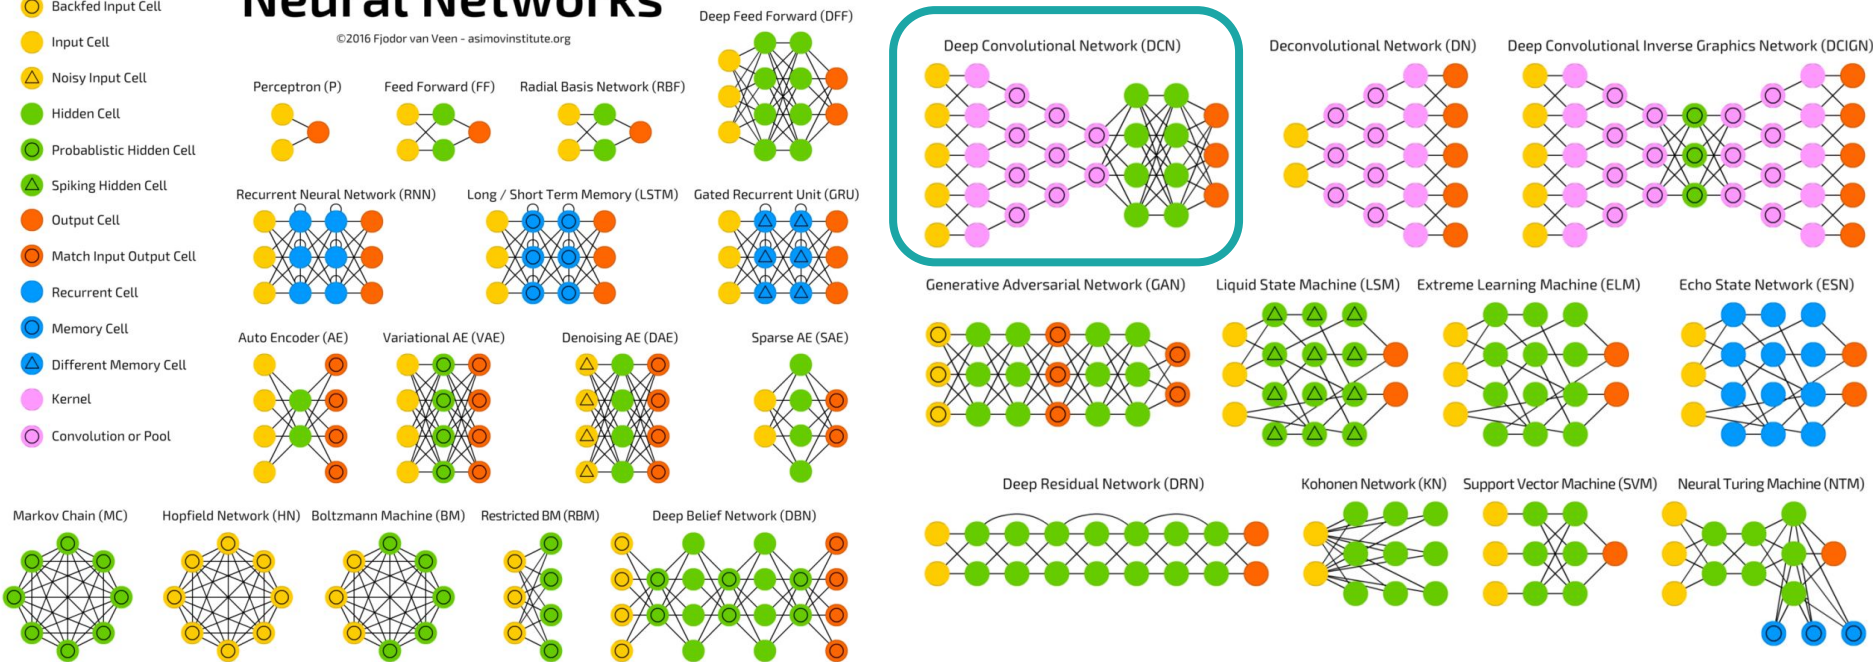 Neural Networks
©2016 Fjodor van Veen - asimovinstitute.org
Backfed Input Cell
Input Cell
Noisy Input Cell
Hidden Cell
Probablistic Hidden Cell
Spiking Hidden Cell
Output Cell
Match Input Output Cell
Recurrent Cell
Memory Cell
Different Memory Cell
Kernel
Convolution or Pool
Deep Feed Forward (DFF)
Perceptron (P)
Feed Forward (FF)
Radial Basis Network (RBF)
Recurrent Neural Network (RNN)
Long / Short Term Memory (LSTM)
Gated Recurrent Unit (GRU)
Auto Encoder (AE)
Variational AE (VAE)
Denoising AE (DAE)
Sparse AE (SAE)
Markov Chain (MC)
Hopfield Network (HN)
Boltzmann Machine (BM)
Restricted BM (RBM)
Deep Belief Network (DBN)
Deep Convolutional Network (DCN)
Deconvolutional Network (DN)
Deep Convolutional Inverse Graphics Network (DCIGN)
Generative Adversarial Network (GAN)
Liquid State Machine (LSM)
Extreme Learning Machine (ELM)
Echo State Network (ESN)
Deep Residual Network (DRN)
Kohonen Network (KN)
Support Vector Machine (SVM)
Neural Turing Machine (NTM)